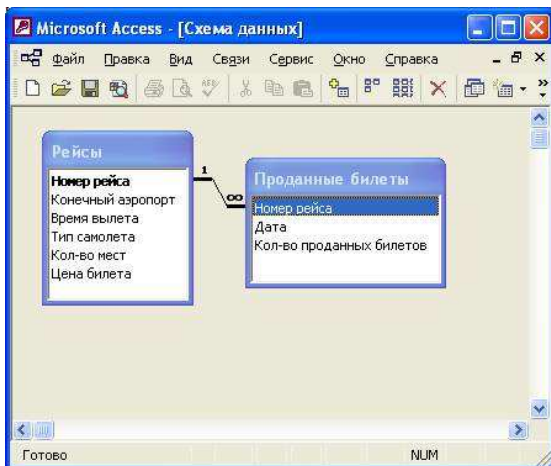 Microsoft Access - [Схема данных]
Файл Правка Вид Связи Сервис Окно Справка
Рейсы
Номер рейса
Конечный аэропорт
Время вылета
Тип самолета
Кол-во мест
Цена билета
1
∞
Проданные билеты
Номер рейса
Дата
Кол-во проданных билетов
Готово
NUM